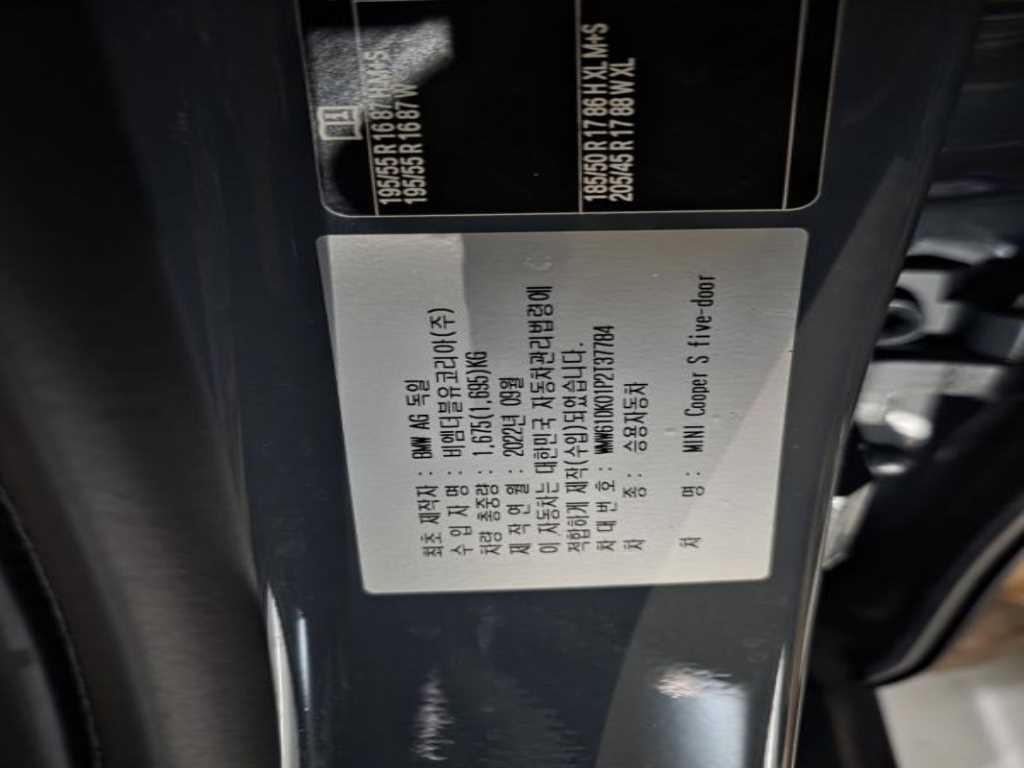 195/55 R 16 87 H M+S
195/55 R 16 87 W
185/50 R 17 86 H XL M+S
205/45 R 17 88 W XL
최초 제작자 : BMW AG 독일
수 입 자 명 : 비엠더블유코리아(주)
차량 총중량 : 1,675(1,695)KG
제 작 연 월 : 2022년 09월
이 자동차는 대한민국 자동차관리법령에
적합하게 제작(수입)되었습니다.
차 대 번 호 : WMW61DK01P2T37784
차 종 : 승용자동차
차 명 : MINI Cooper S five-door